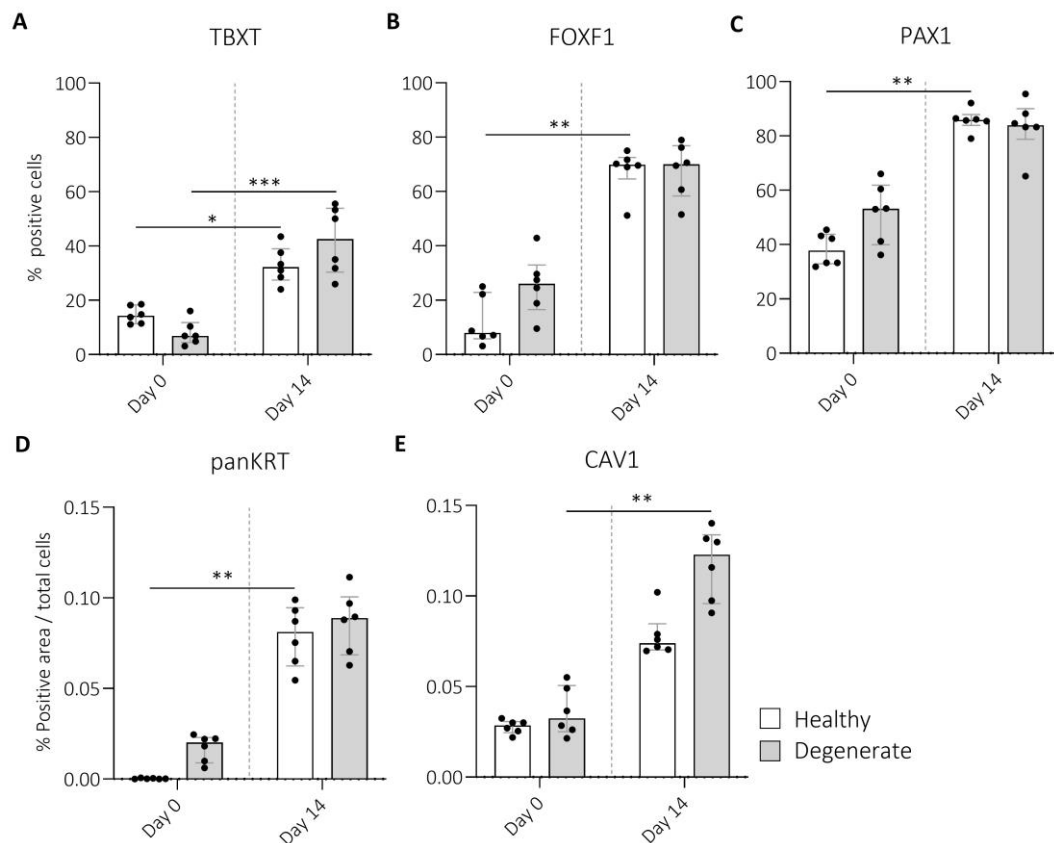 A
TBXT
% positive cells
100
80
60
40
20
0
*
***
Day 0
Day 14
B
FOXF1
100
80
60
40
20
0
**
Day 0
Day 14
C
PAX1
100
80
60
40
20
0
**
Day 0
Day 14
D
panKRT
% Positive area / total cells
0.15
0.10
0.05
0.00
**
Day 0
Day 14
E
CAV1
0.15
0.10
0.05
0.00
**
Day 0
Day 14
Healthy
Degenerate